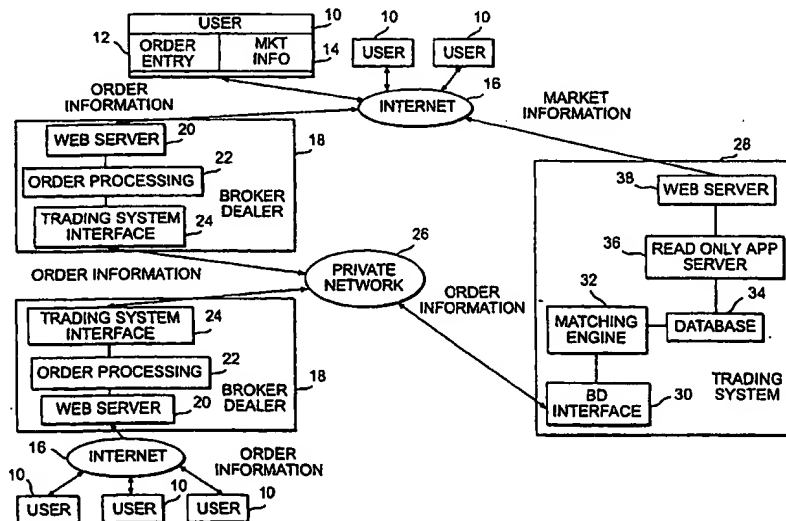 USER
10
10
10
12
ORDER
ENTRY
MKT
INFO
14
USER
USER
ORDER
INFORMATION
INTERNET
16
MARKET
INFORMATION
20
WEB SERVER
18
22
ORDER PROCESSING
BROKER
DEALER
24
TRADING SYSTEM
INTERFACE
28
38
WEB SERVER
36
READ ONLY APP
SERVER
34
DATABASE
32
MATCHING
ENGINE
BD
INTERFACE
30
TRADING
SYSTEM
26
PRIVATE
NETWORK
ORDER INFORMATION
ORDER
INFORMATION
TRADING SYSTEM
INTERFACE
24
22
ORDER PROCESSING
BROKER
DEALER
18
WEB SERVER
20
16
INTERNET
ORDER
INFORMATION
10
USER
10
USER
10
USER